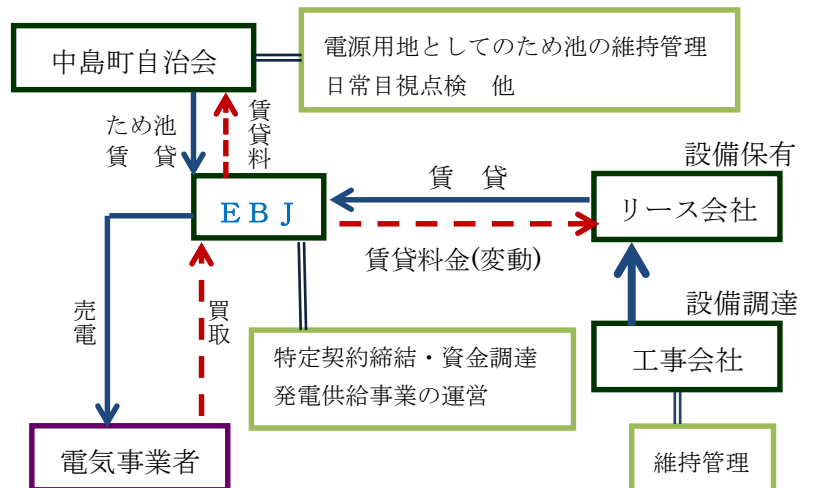 中島町自治会
電源用地としてのため池の維持管理
日常目視点検　他
ため池
賃　貸
賃貸料
設備保有
ＥＢＪ
賃　貸
リース会社
賃貸料金(変動)
設備調達
売電
買取
特定契約締結・資金調達
発電供給事業の運営
工事会社
電気事業者
維持管理